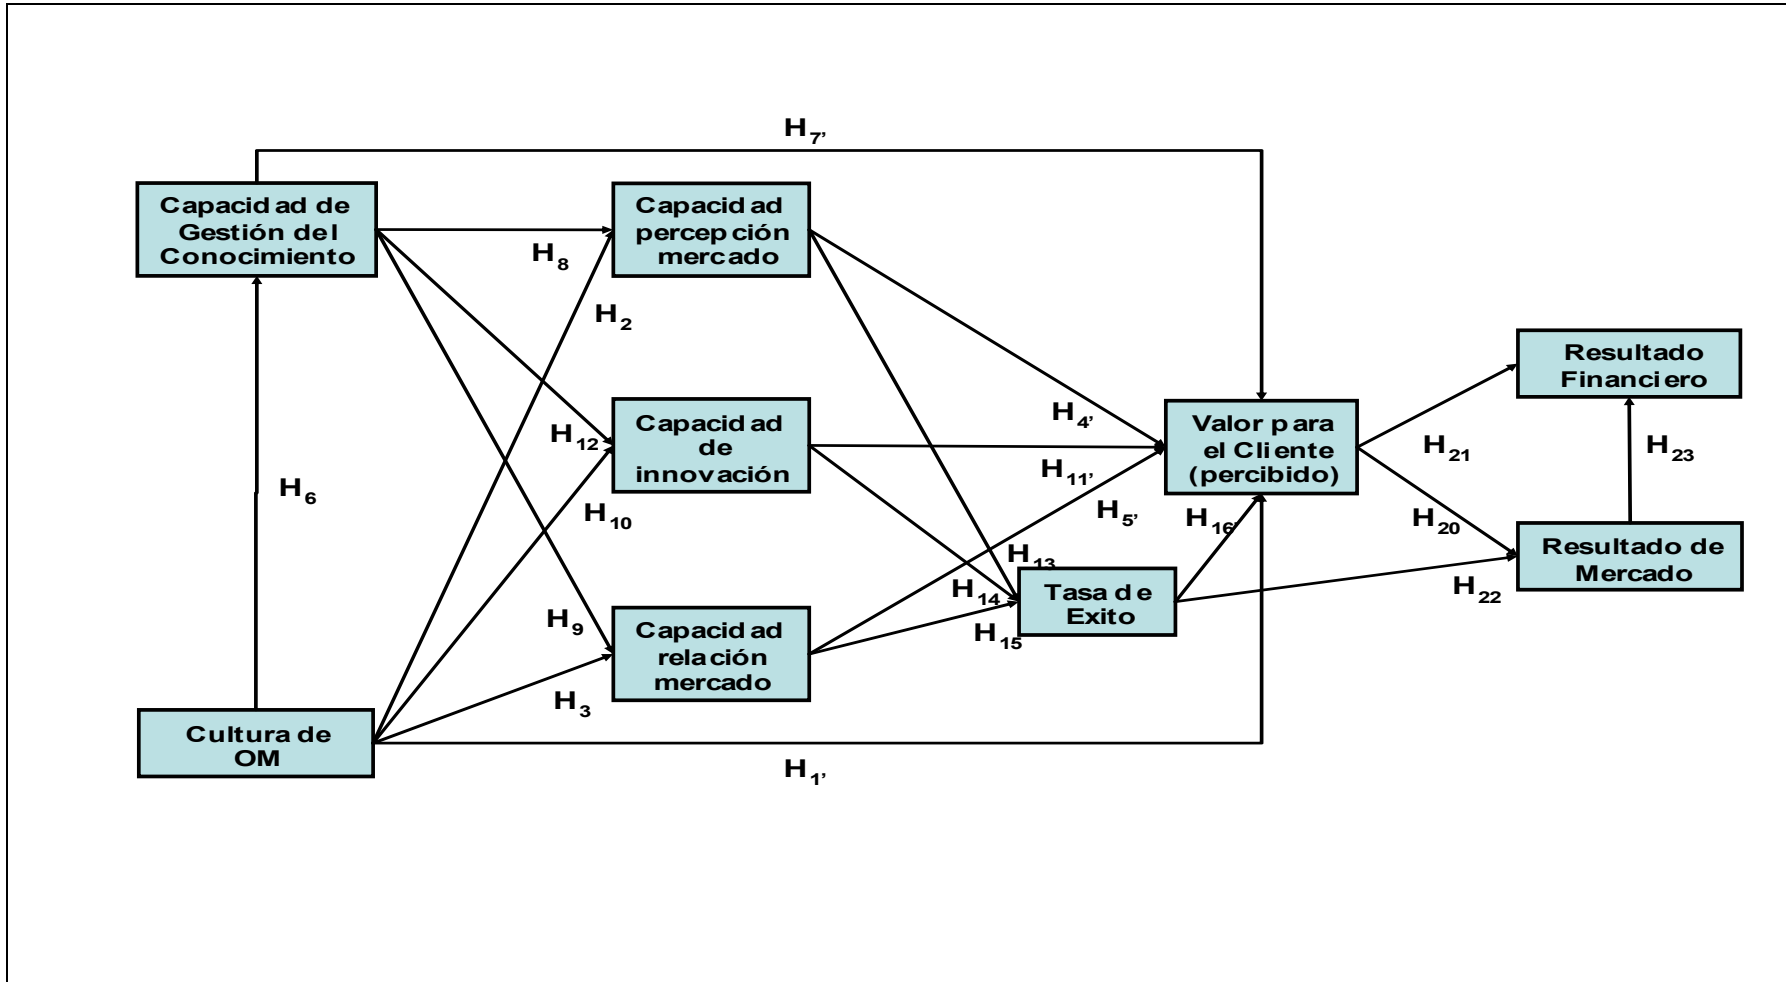 H7’
Capacidad de
Gestión del
Conocimiento
Capacidad
percepción
mercado
H8
H2
Resultado
Financiero
H4’
Valor para
el Cliente
(percibido)
H12
Capacidad
de
innovación
H21
H23
H11’
H6
H10
H5’
H16’
H20
H13
Resultado de
Mercado
H14
Tasa de
Exito
H22
H9
Capacidad
relación
mercado
H15
H3
Cultura de
OM
H1’